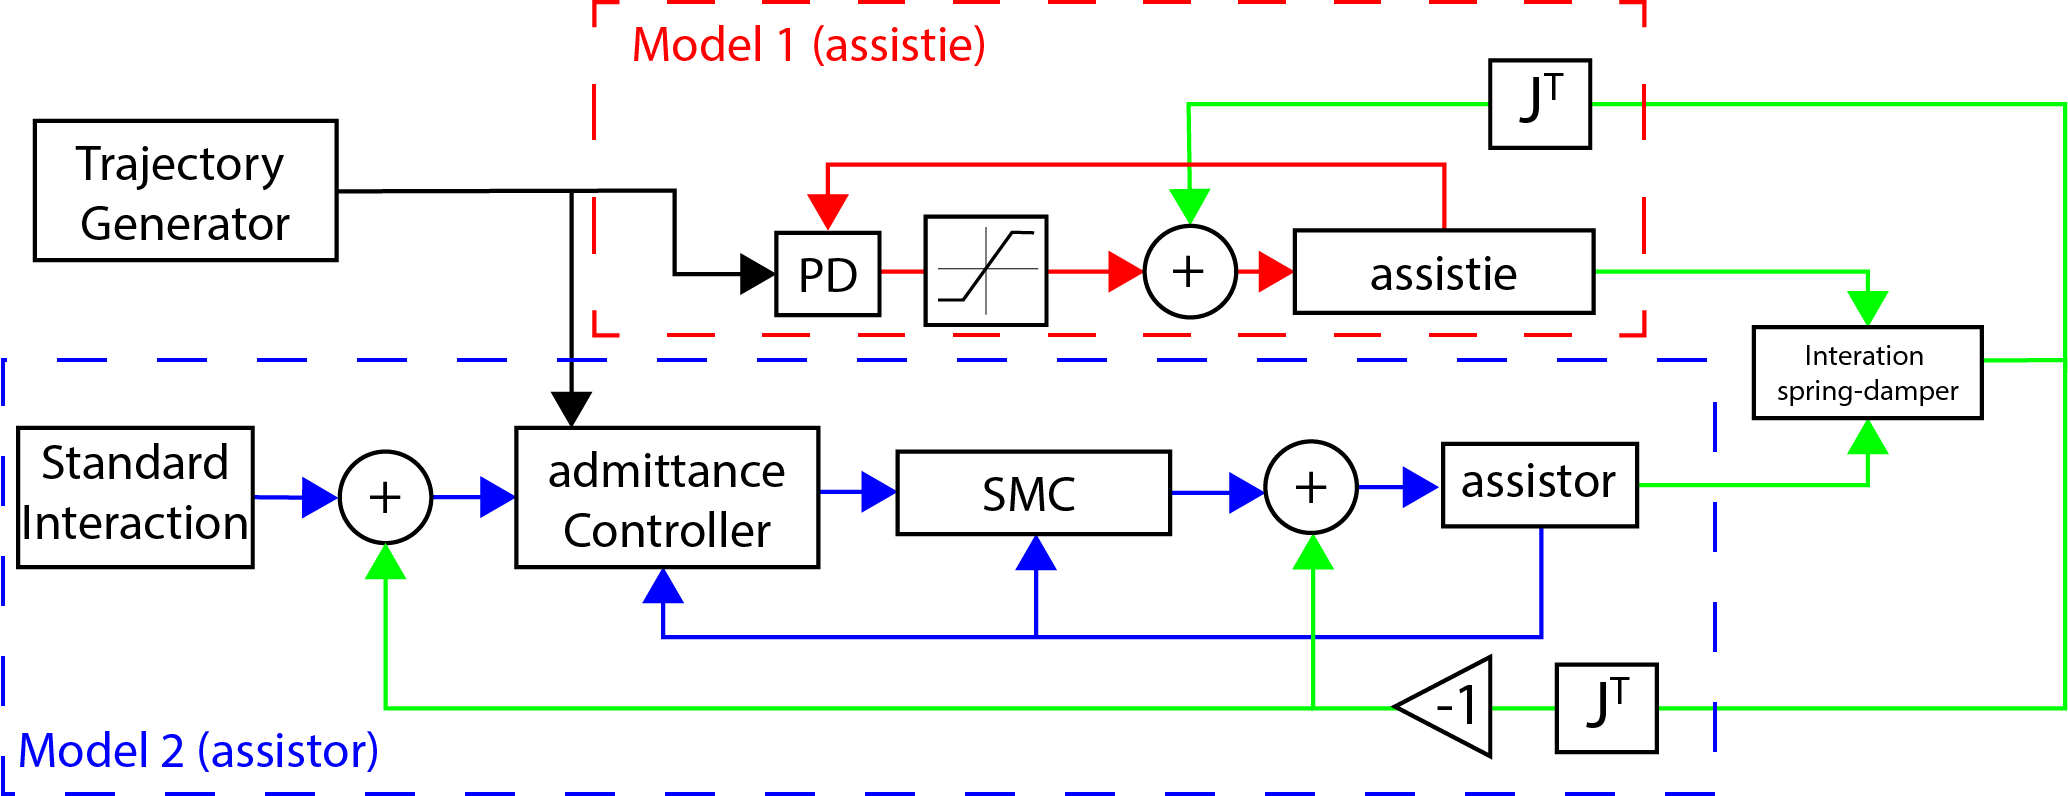 Model 1 (assistie)
J^T
Trajectory
Generator
PD
+
assistie
Interation
spring-damper
Standard
Interaction
+
admittance
Controller
SMC
+
assistor
-1
J^T
Model 2 (assistor)